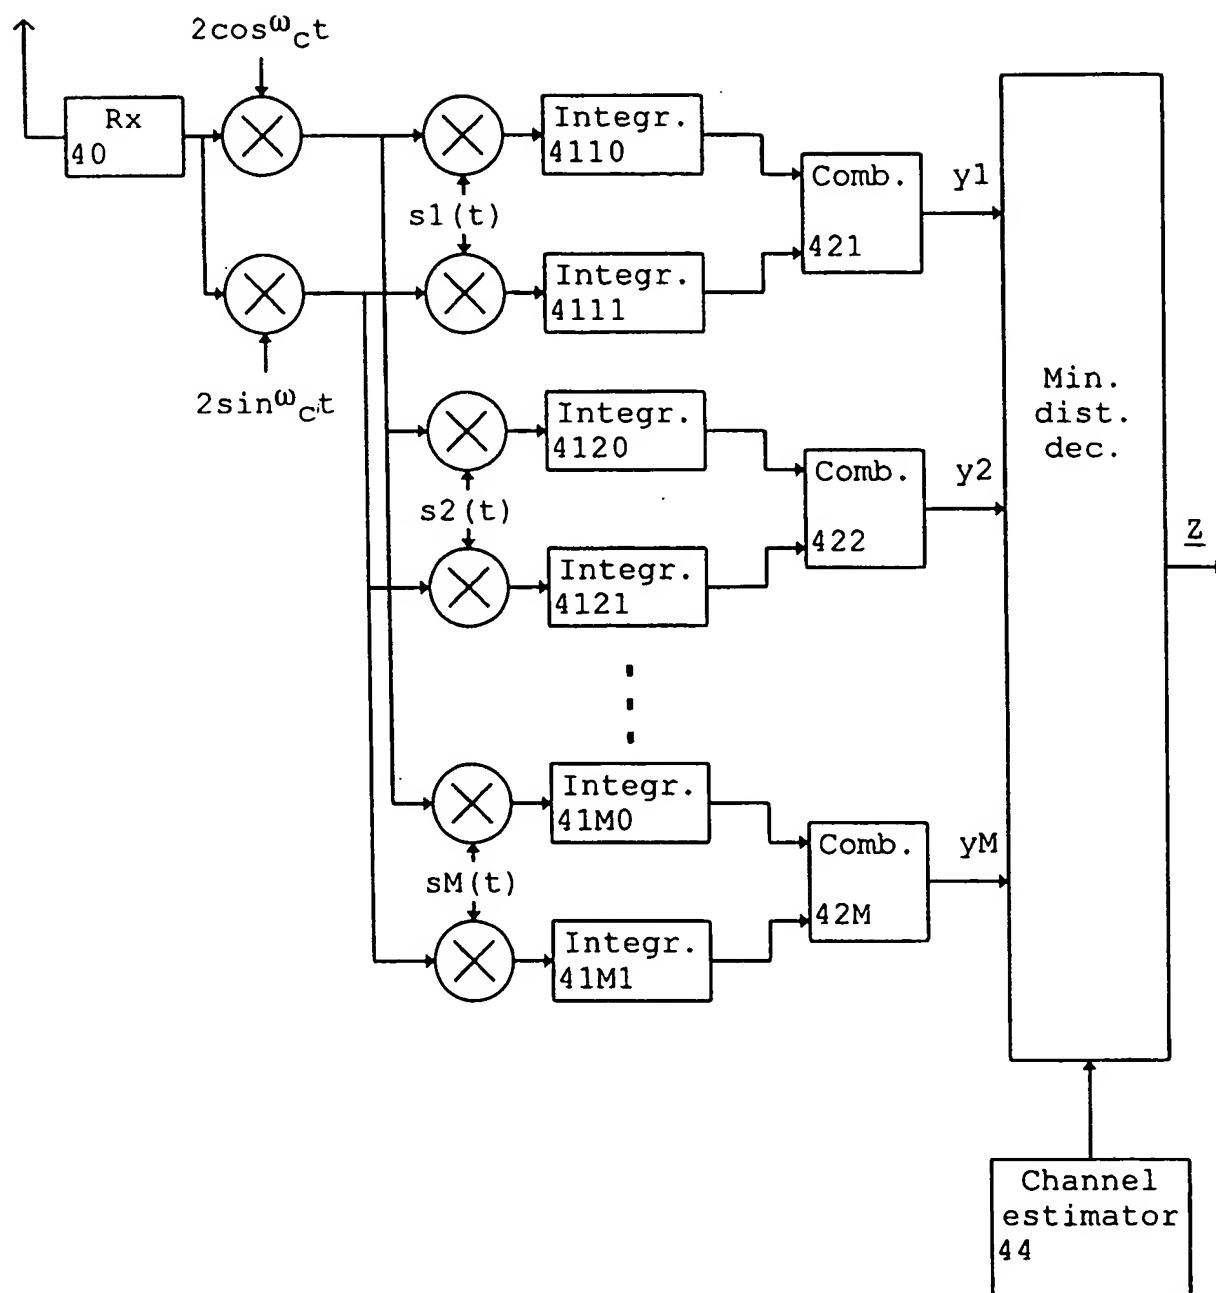 2cosωct
Rx
40
Integr.
4110
Comb.
421
y1
s1(t)
Integr.
4111
2sinωct
Integr.
4120
Comb.
422
y2
s2(t)
Integr.
4121
Min.
dist.
dec.
Z
Integr.
41M0
Comb.
42M
yM
sM(t)
Integr.
41M1
Channel
estimator
44